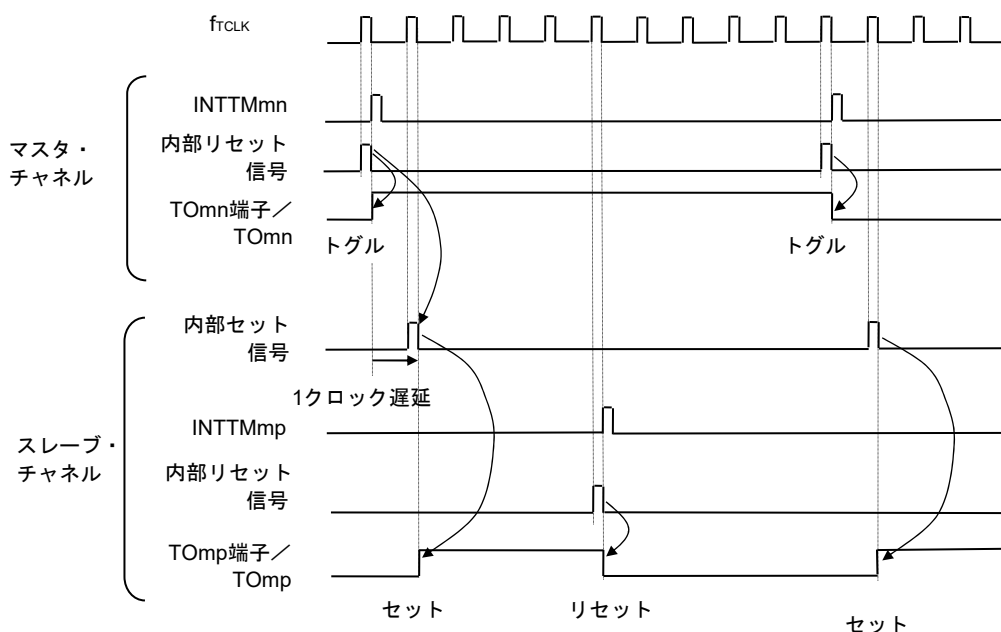 fTCLK
マスタ・
チャネル
INTTMmn
内部リセット
信号
TOmn端子／
TOmn
トグル
トグル
スレーブ・
チャネル
内部セット
信号
1クロック遅延
INTTMmp
内部リセット
信号
TOmp端子／
TOmp
セット
リセット
セット